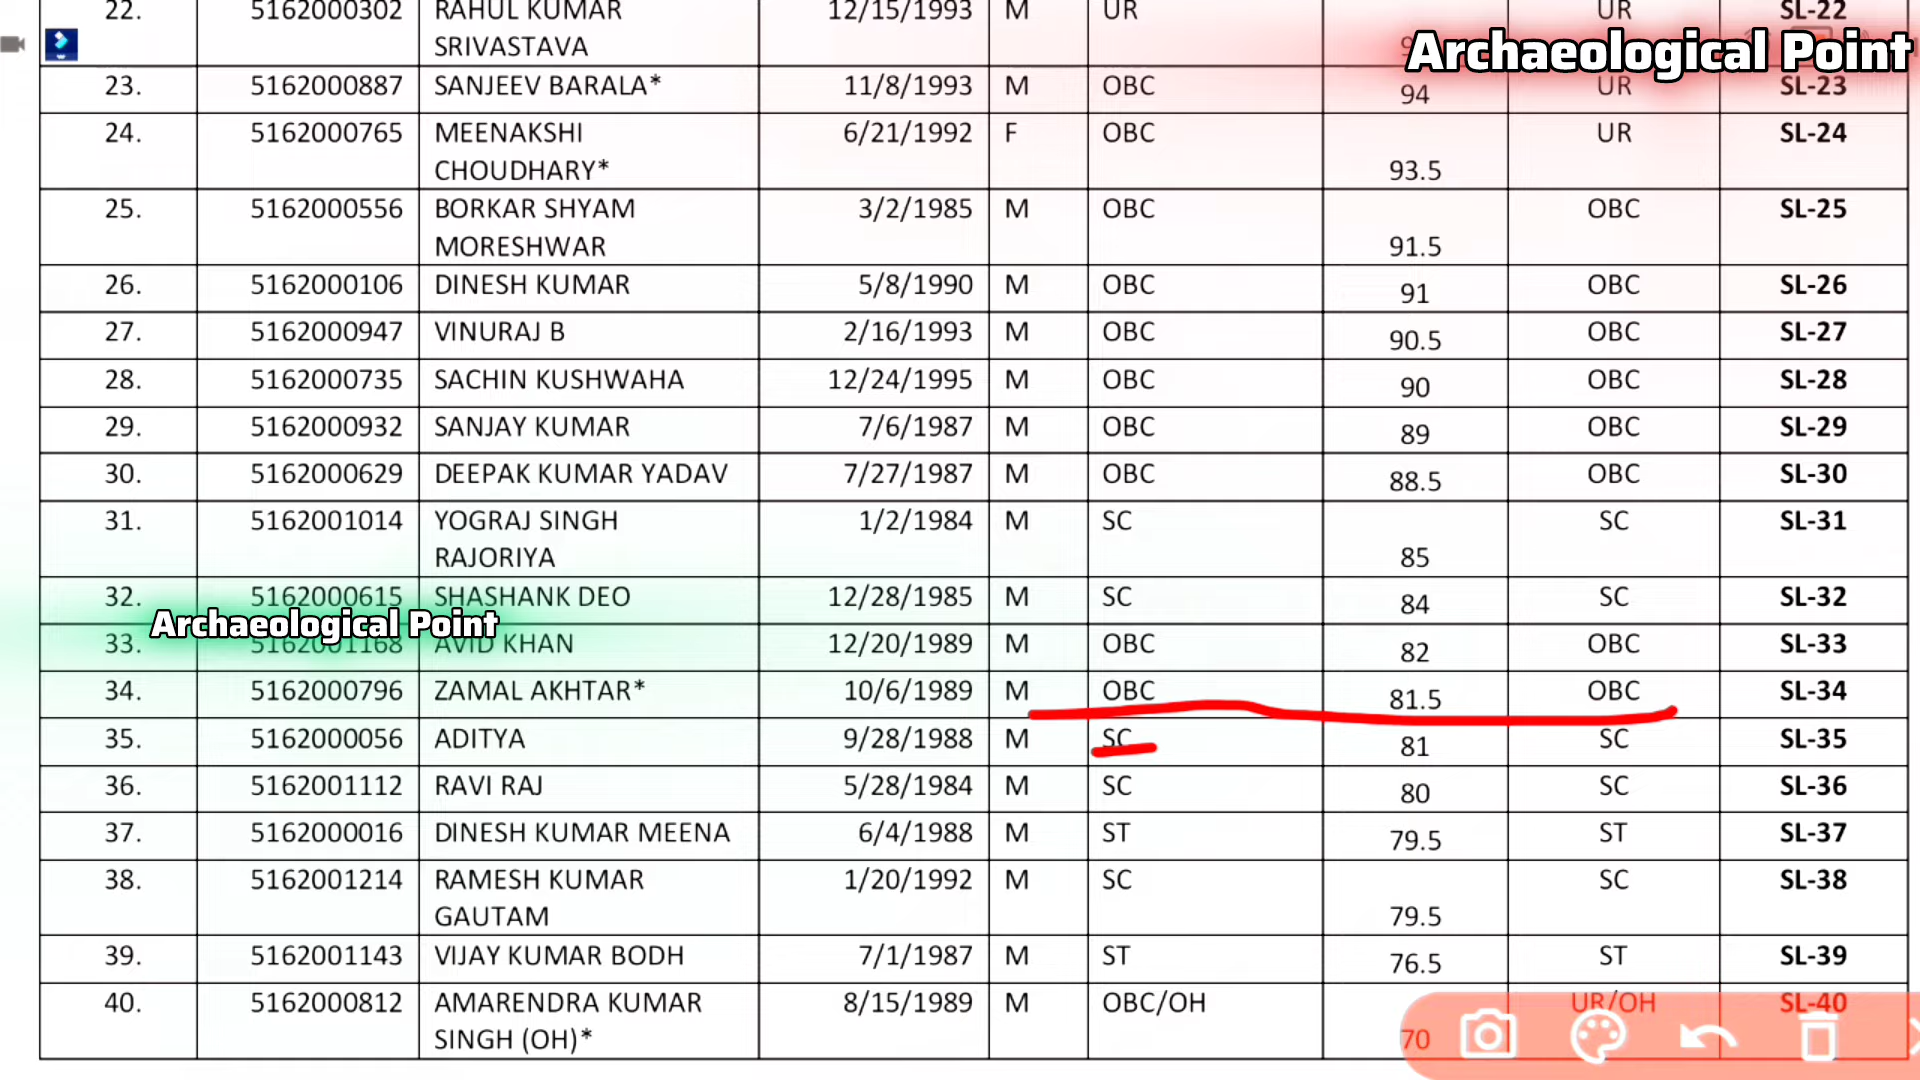 22. 5162000302 RAHUL KUMAR 12/15/1993 M UR UR SL-22
SRIVASTAVA
Archaeological Point
23. 5162000887 SANJEEV BARALA* 11/8/1993 M OBC 94 UR SL-23
24. 5162000765 MEENAKSHI 6/21/1992 F OBC UR SL-24
CHOUDHARY* 93.5
25. 5162000556 BORKAR SHYAM 3/2/1985 M OBC OBC SL-25
MORESHWAR 91.5
26. 5162000106 DINESH KUMAR 5/8/1990 M OBC 91 OBC SL-26
27. 5162000947 VINURAJ B 2/16/1993 M OBC 90.5 OBC SL-27
28. 5162000735 SACHIN KUSHWAHA 12/24/1995 M OBC 90 OBC SL-28
29. 5162000932 SANJAY KUMAR 7/6/1987 M OBC 89 OBC SL-29
30. 5162000629 DEEPAK KUMAR YADAV 7/27/1987 M OBC 88.5 OBC SL-30
31. 5162001014 YOGRAJ SINGH 1/2/1984 M SC SC SL-31
RAJORIYA 85
32. 5162000615 SHASHANK DEO 12/28/1985 M SC 84 SC SL-32
Archaeological Point
33. 5162001168 AVID KHAN 12/20/1989 M OBC 82 OBC SL-33
34. 5162000796 ZAMAL AKHTAR* 10/6/1989 M OBC 81.5 OBC SL-34
35. 5162000056 ADITYA 9/28/1988 M SC 81 SC SL-35
36. 5162001112 RAVI RAJ 5/28/1984 M SC 80 SC SL-36
37. 5162000016 DINESH KUMAR MEENA 6/4/1988 M ST 79.5 ST SL-37
38. 5162001214 RAMESH KUMAR 1/20/1992 M SC SC SL-38
GAUTAM 79.5
39. 5162001143 VIJAY KUMAR BODH 7/1/1987 M ST 76.5 ST SL-39
40. 5162000812 AMARENDRA KUMAR 8/15/1989 M OBC/OH UR/OH SL-40
SINGH (OH)* 70